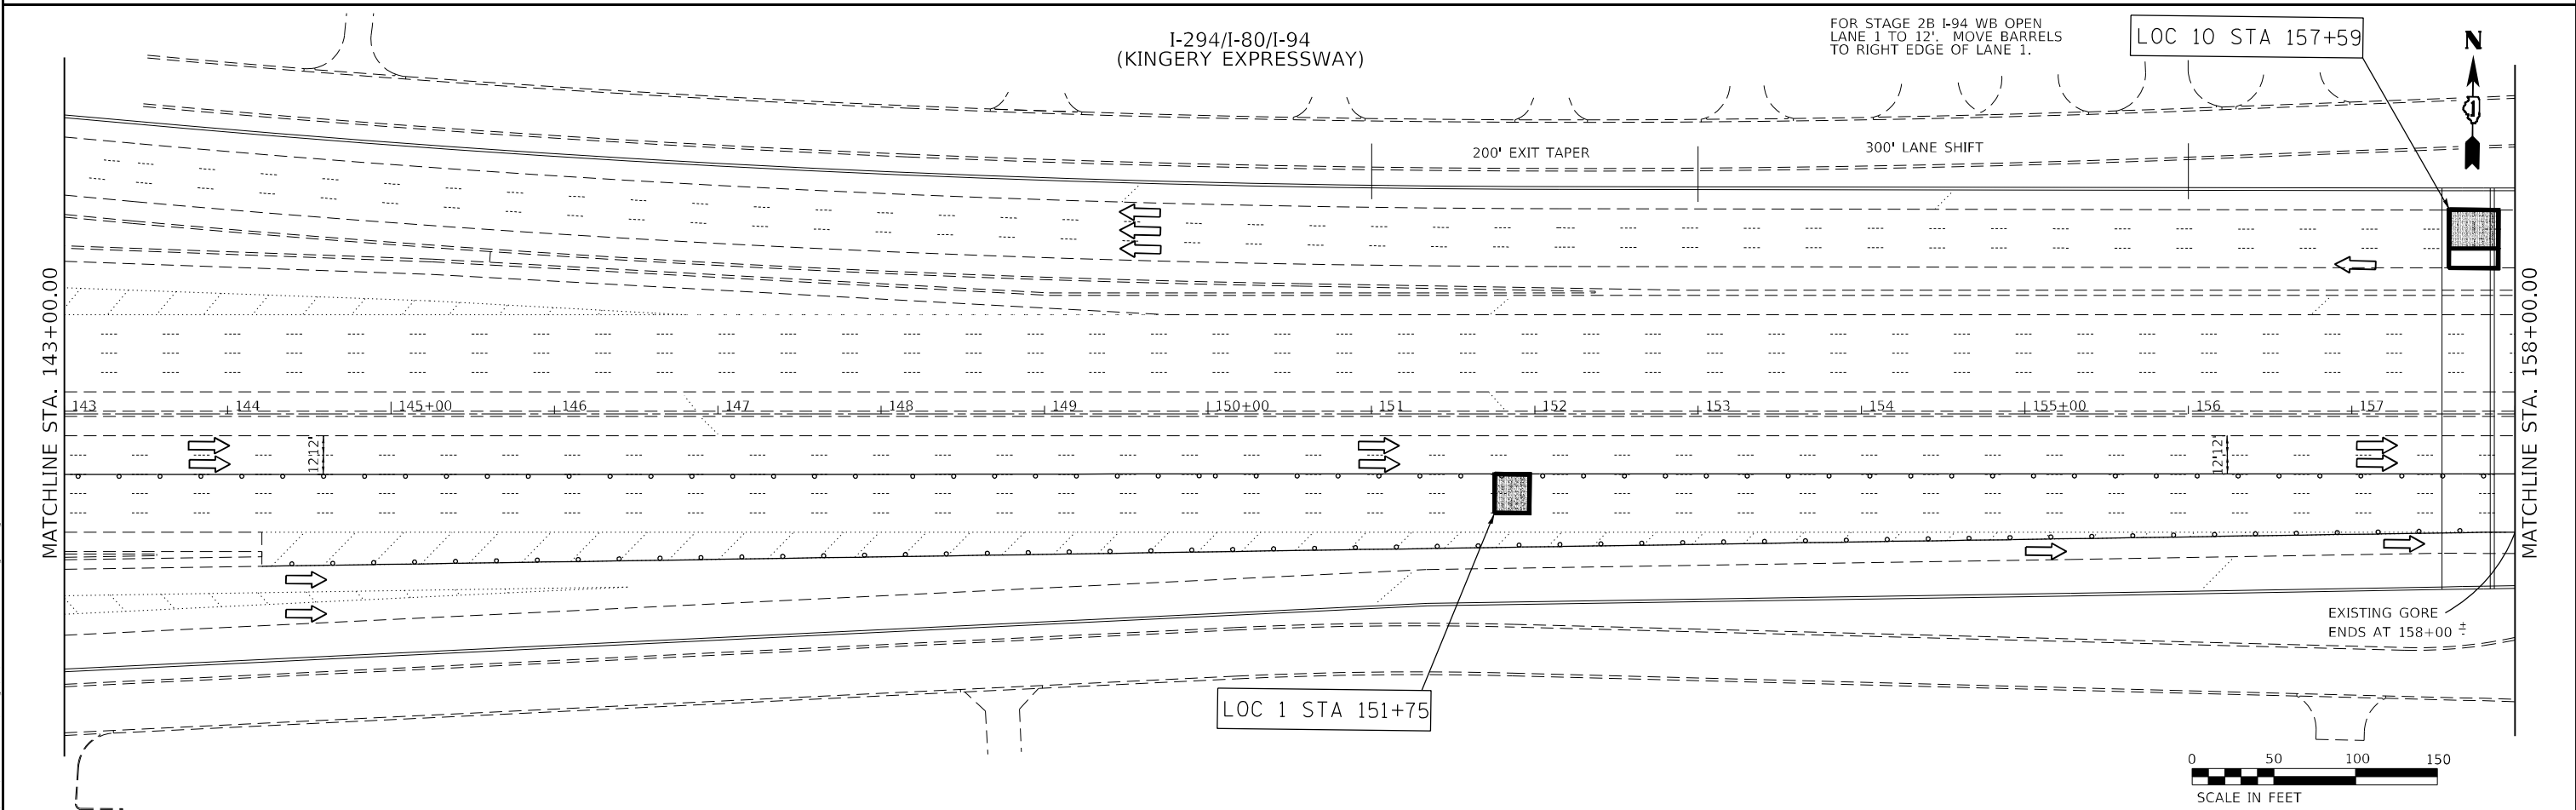 I-294/I-80/I-94
(KINGERY EXPRESSWAY)
FOR STAGE 2B I-94 WB OPEN
LANE 1 TO 12'. MOVE BARRELS
TO RIGHT EDGE OF LANE 1.
LOC 10 STA 157+59
N
200' EXIT TAPER
300' LANE SHIFT
MATCHLINE STA. 143+00.00
MATCHLINE STA. 158+00.00
143 144 145+00 146 147 148 149 150+00 151 152 153 154 155+00 156 157
12' 12'
12' 12'
EXISTING GORE
ENDS AT 158+00 ±
LOC 1 STA 151+75
0 50 100 150
SCALE IN FEET